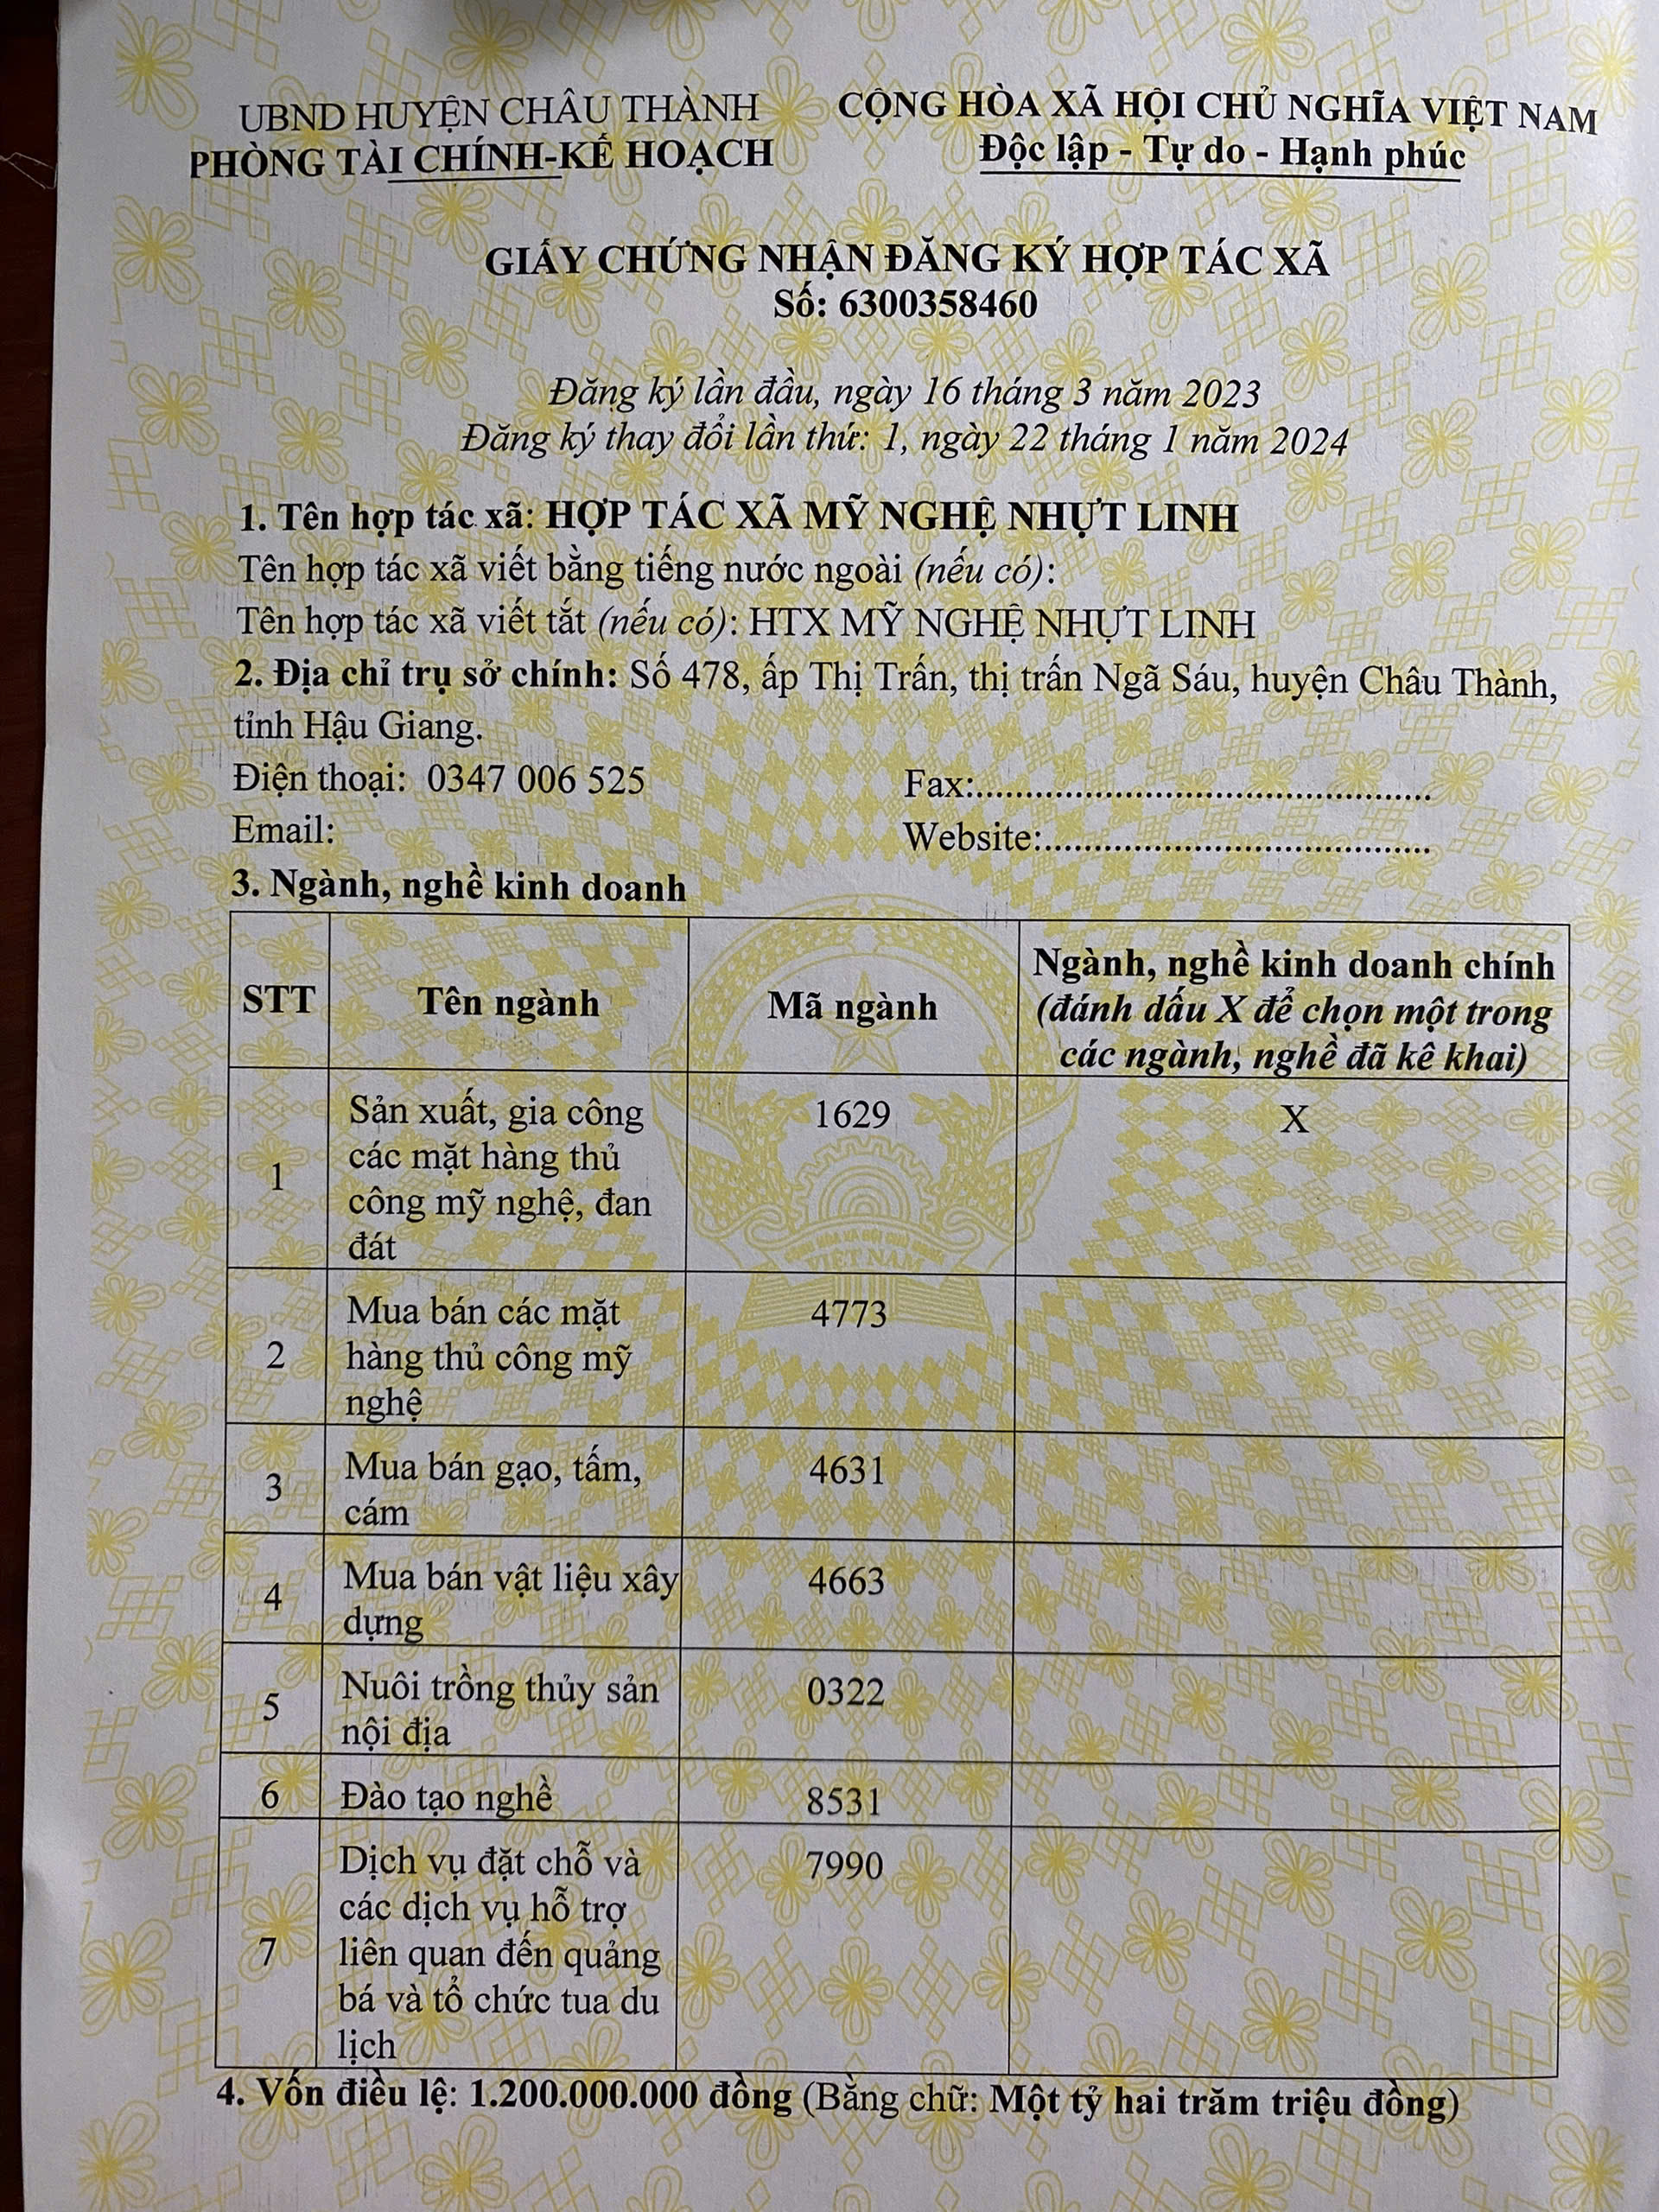 UBND HUYỆN CHÂU THÀNH
PHÒNG TÀI CHÍNH-KẾ HOẠCH
CỘNG HÒA XÃ HỘI CHỦ NGHĨA VIỆT NAM
Độc lập - Tự do - Hạnh phúc
GIẤY CHỨNG NHẬN ĐĂNG KÝ HỢP TÁC XÃ
Số: 6300358460
Đăng ký lần đầu, ngày 16 tháng 3 năm 2023
Đăng ký thay đổi lần thứ: 1, ngày 22 tháng 1 năm 2024
1. Tên hợp tác xã: HỢP TÁC XÃ MỸ NGHỆ NHỰT LINH
Tên hợp tác xã viết bằng tiếng nước ngoài (nếu có):
Tên hợp tác xã viết tắt (nếu có): HTX MỸ NGHỆ NHỰT LINH
2. Địa chỉ trụ sở chính: Số 478, ấp Thị Trấn, thị trấn Ngã Sáu, huyện Châu Thành,
tỉnh Hậu Giang.
Điện thoại: 0347 006 525 Fax:..............................................
Email: Website:.......................................
3. Ngành, nghề kinh doanh
STT
Tên ngành
Mã ngành
Ngành, nghề kinh doanh chính
(đánh dấu X để chọn một trong
các ngành, nghề đã kê khai)
1
Sản xuất, gia công
các mặt hàng thủ
công mỹ nghệ, đan
đát
1629
X
2
Mua bán các mặt
hàng thủ công mỹ
nghệ
4773
3
Mua bán gạo, tấm,
cám
4631
4
Mua bán vật liệu xây
dựng
4663
5
Nuôi trồng thủy sản
nội địa
0322
6
Đào tạo nghề
8531
7
Dịch vụ đặt chỗ và
các dịch vụ hỗ trợ
liên quan đến quảng
bá và tổ chức tua du
lịch
7990
VIỆT NAM
4. Vốn điều lệ: 1.200.000.000 đồng (Bằng chữ: Một tỷ hai trăm triệu đồng)